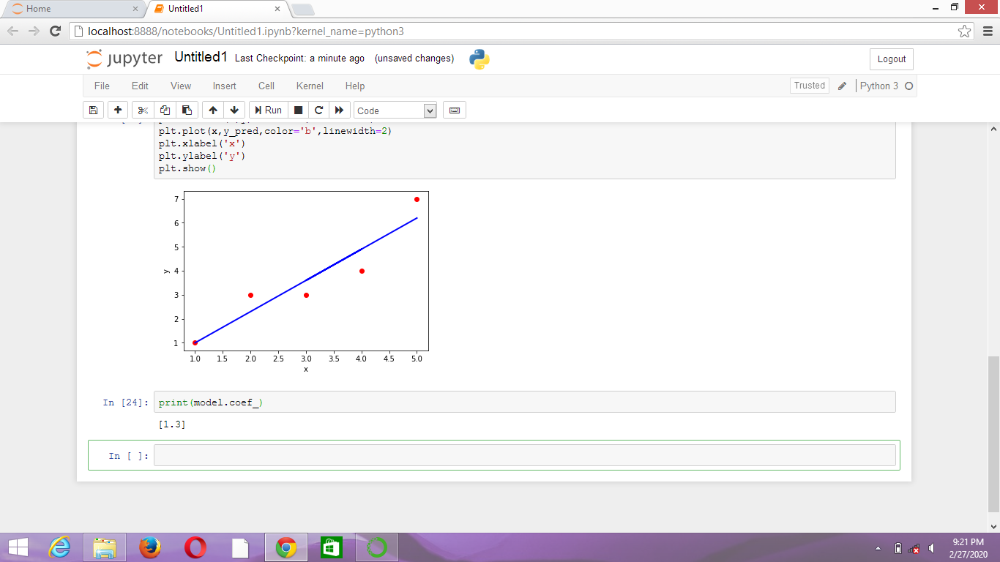 Home
Untitled1
localhost:8888/notebooks/Untitled1.ipynb?kernel_name=python3
jupyter Untitled1 Last Checkpoint: a minute ago (unsaved changes)
Logout
File Edit View Insert Cell Kernel Help
Trusted
Python 3
Run
Code
plt.plot(x,y_pred,color='b',linewidth=2)
plt.xlabel('x')
plt.ylabel('y')
plt.show()
7
6
5
4
3
2
1
y
1.0 1.5 2.0 2.5 3.0 3.5 4.0 4.5 5.0
x
In [24]: print(model.coef_)
[1.3]
In [ ]:
9:21 PM
2/27/2020